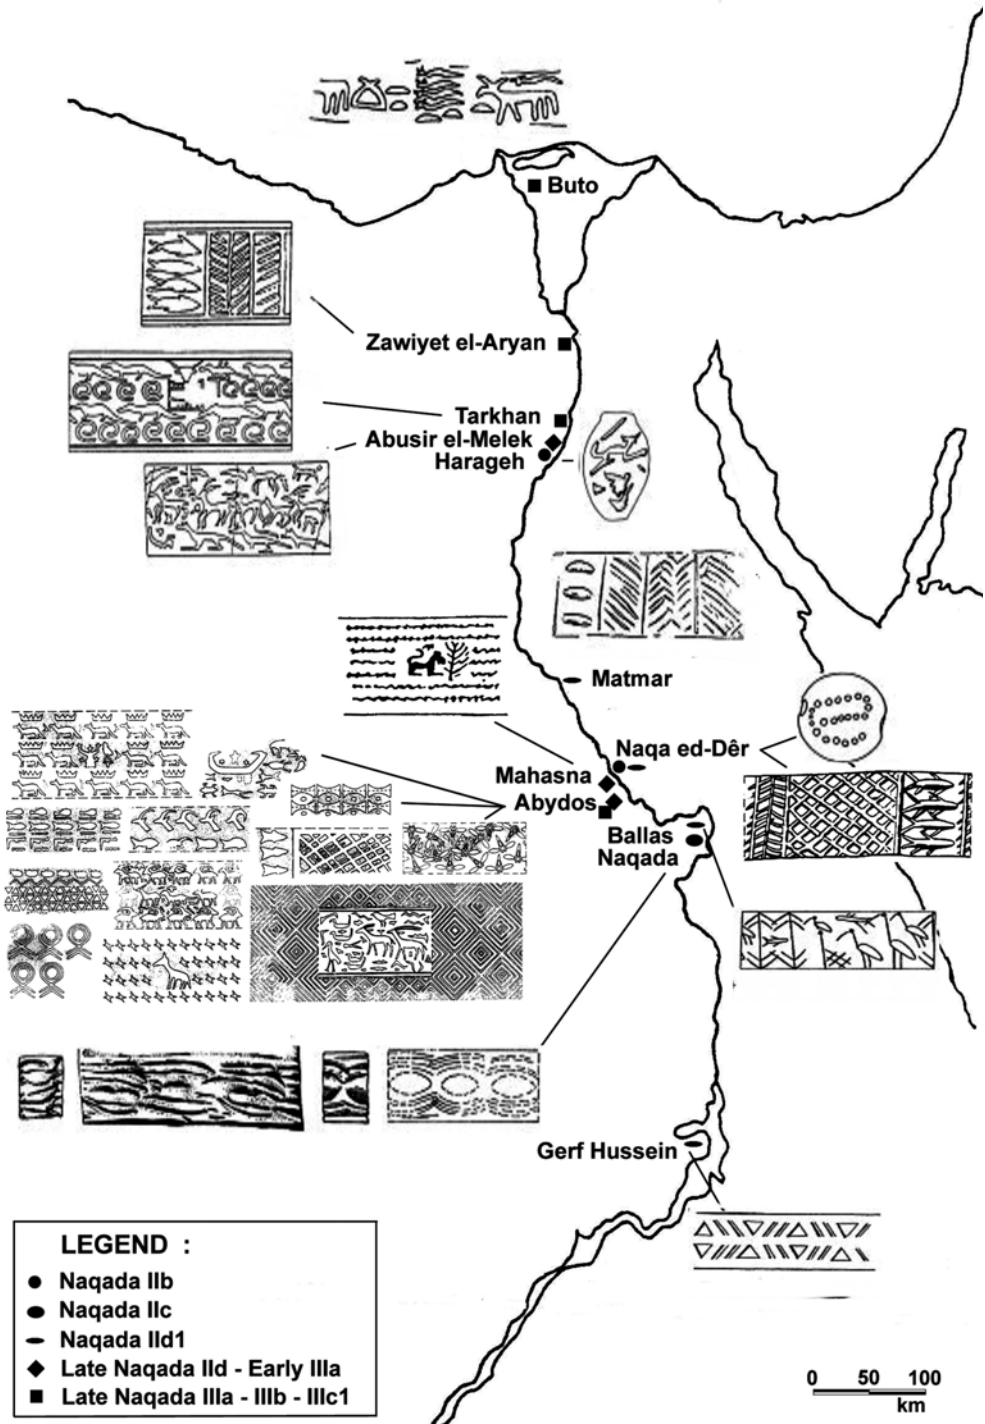 Buto
Zawiyet el-Aryan
Tarkhan
Abusir el-Melek
Harageh
Matmar
Naqa ed-Dêr
Mahasna
Abydos
Ballas
Naqada
Gerf Hussein
LEGEND :
Naqada IIb
Naqada IIc
Naqada IId1
Late Naqada IId - Early IIIa
Late Naqada IIIa - IIIb - IIIc1
0 50 100
km